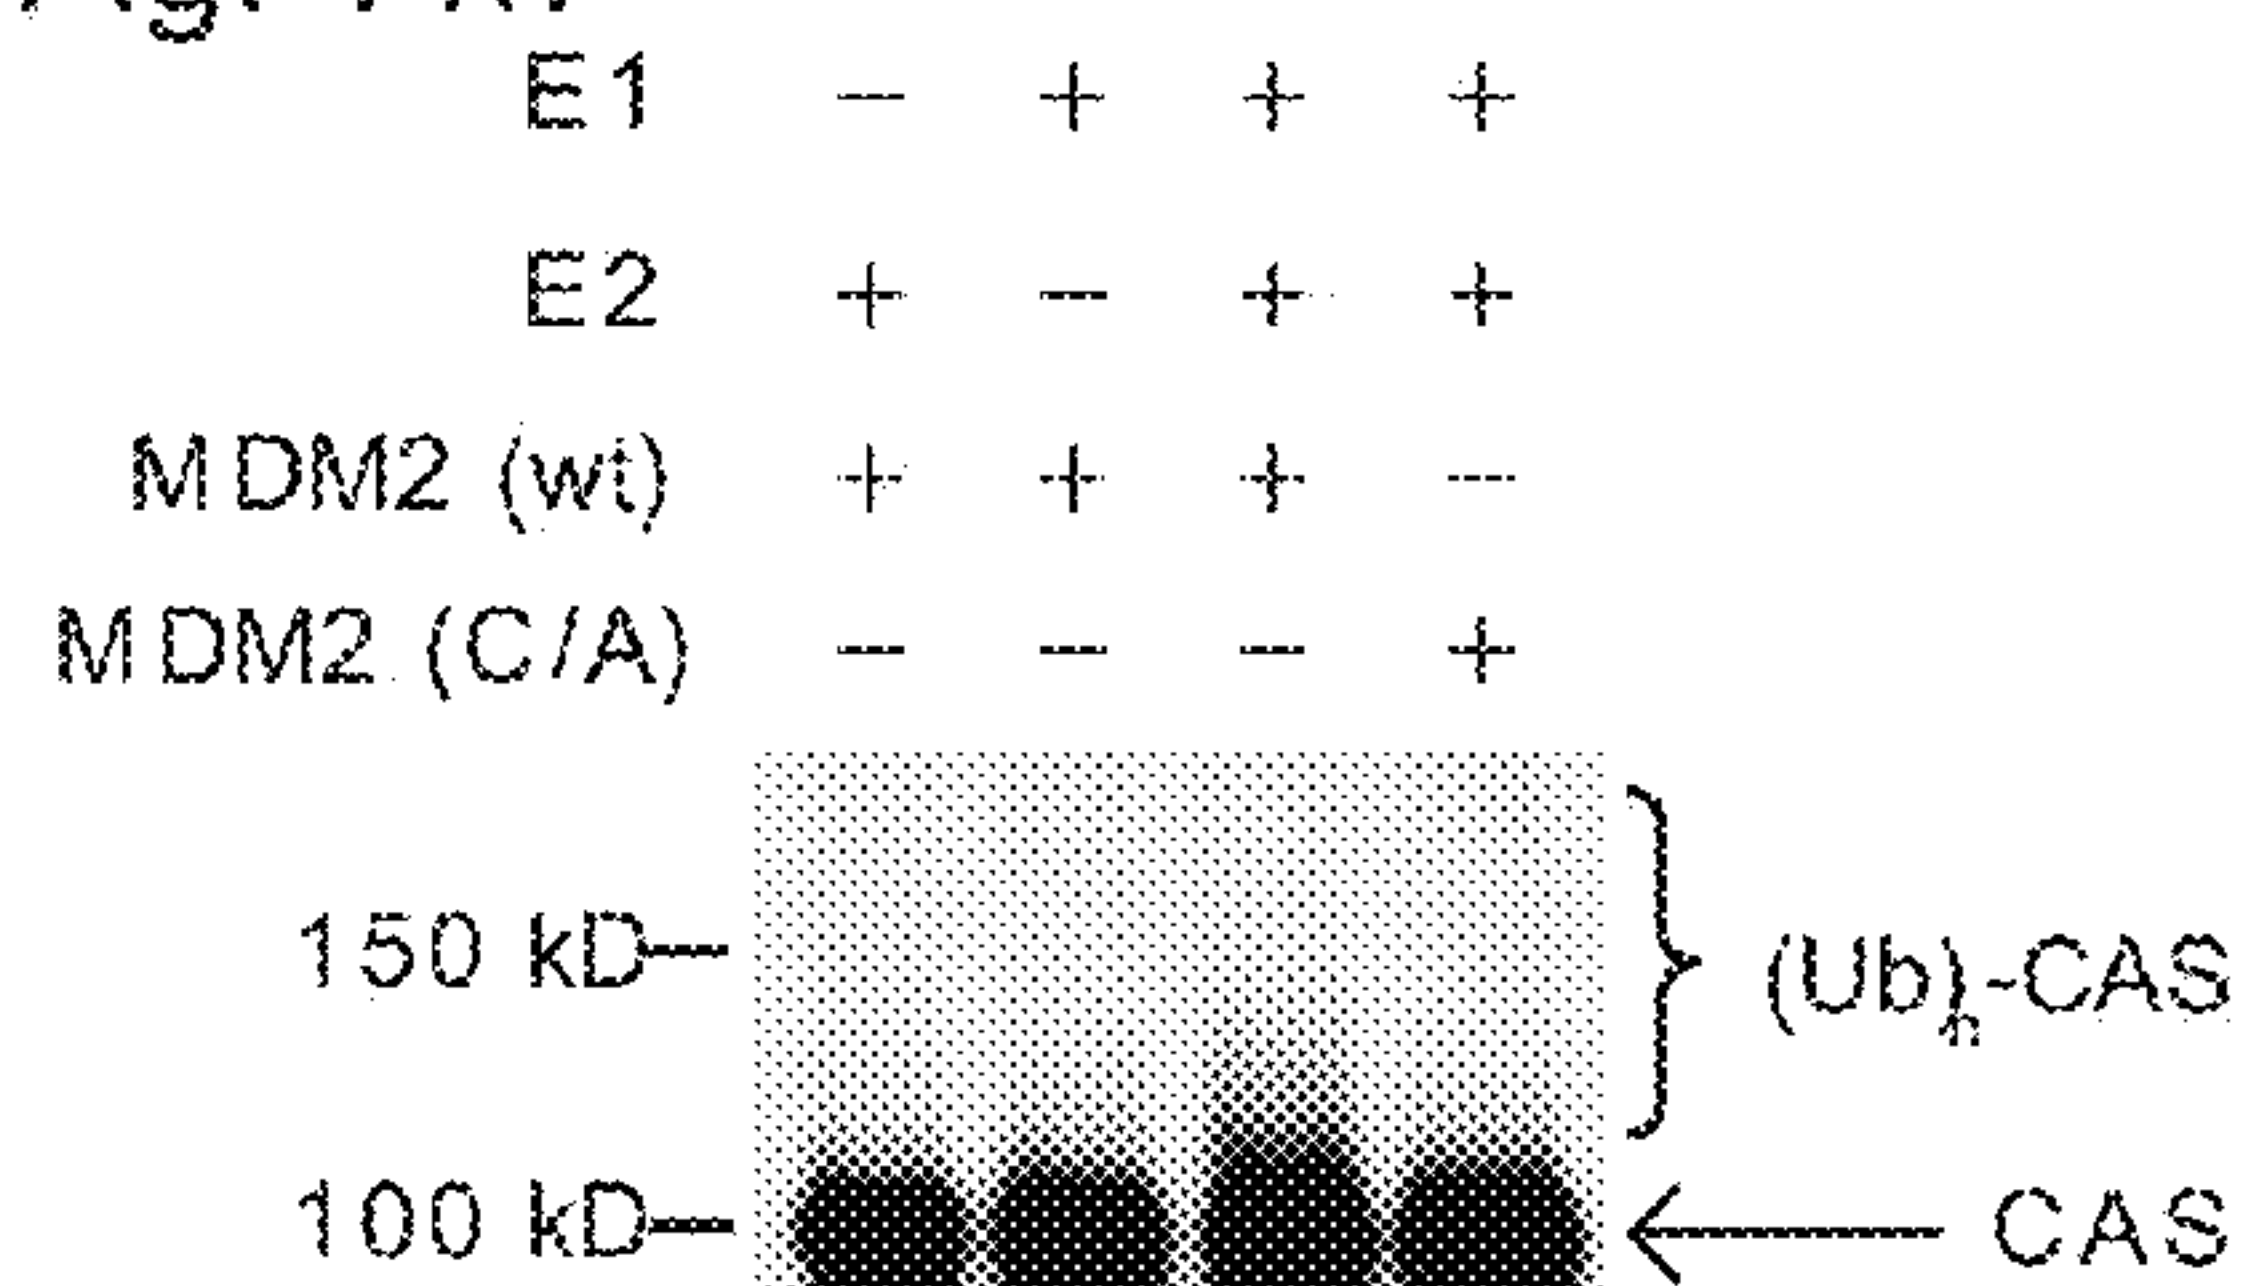 E1 − + + +
E2 + − + +
MDM2 (wt) + + + −
MDM2 (C/A) − − − +
150 kD
(Ub)n-CAS
100 kD
CAS